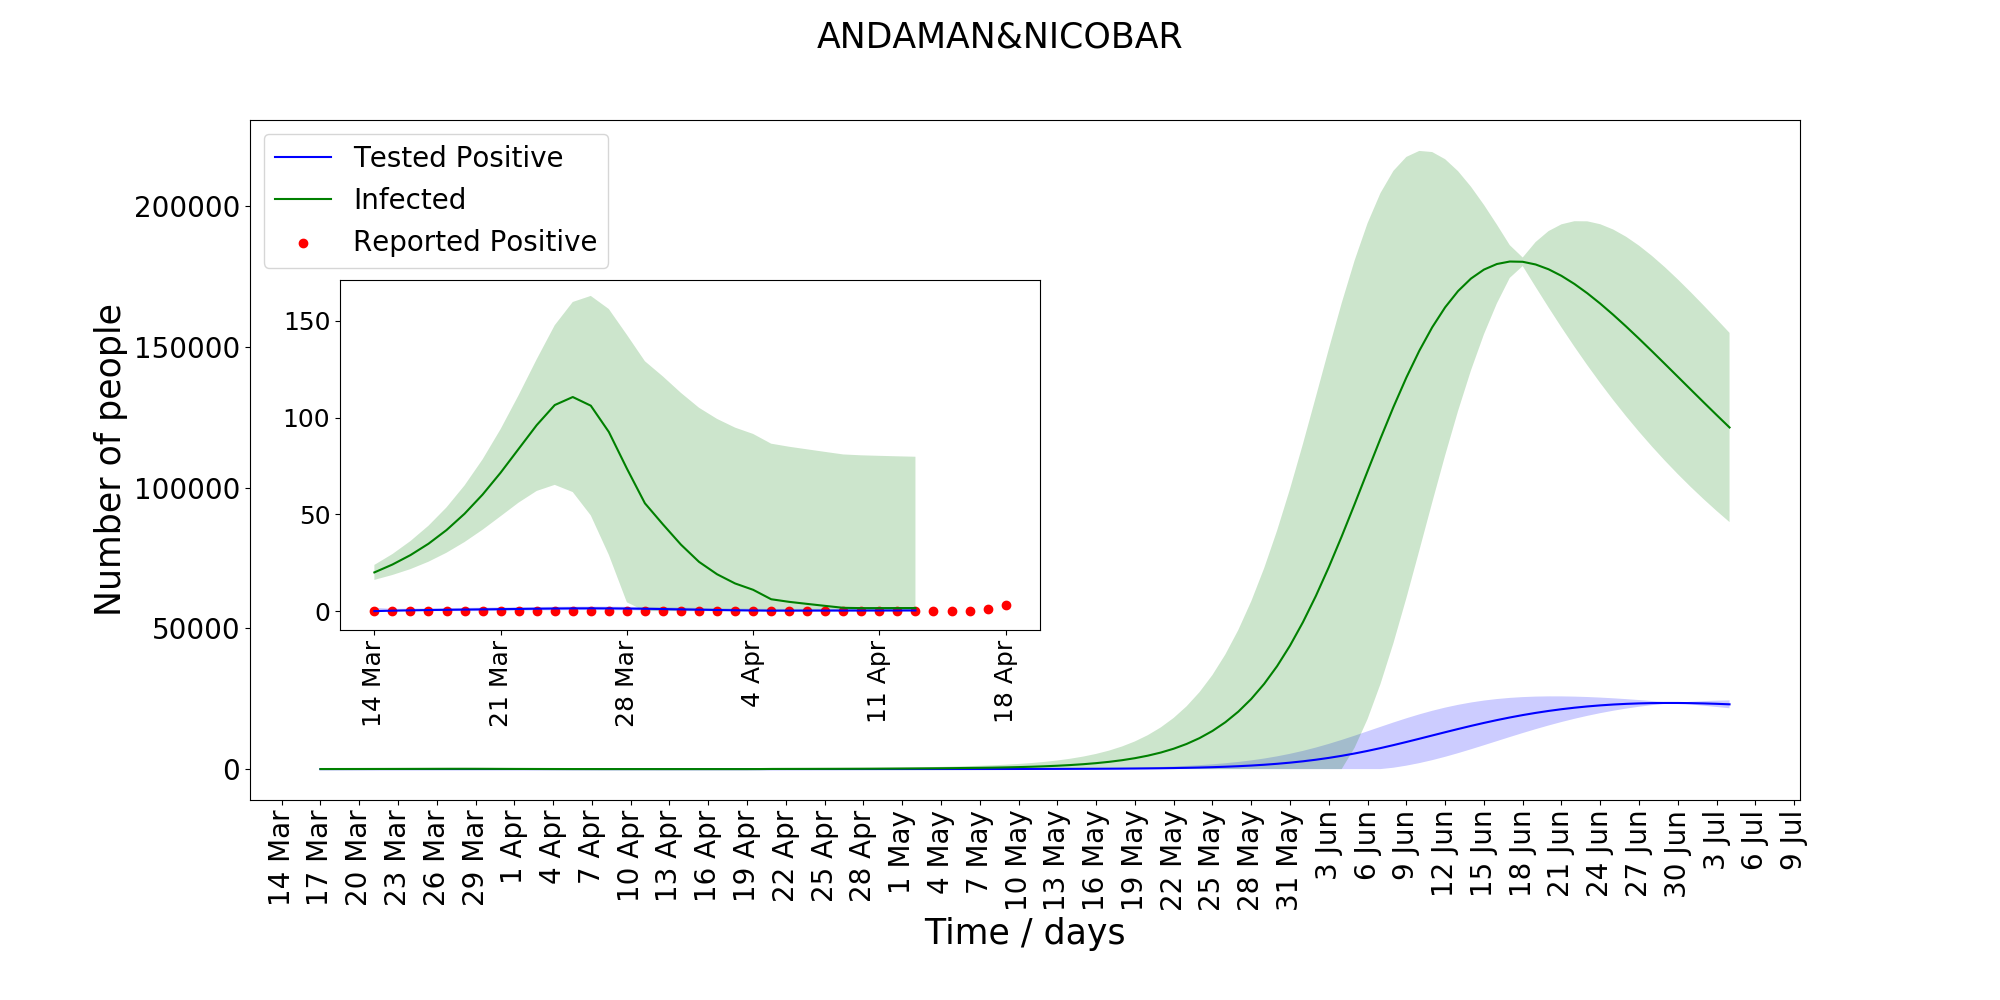 ANDAMAN&NICOBAR
Tested Positive
Infected
Reported Positive
Number of people
200000
150000
100000
50000
0
150
100
50
0
14 Mar
21 Mar
28 Mar
4 Apr
11 Apr
18 Apr
14 Mar
17 Mar
20 Mar
23 Mar
26 Mar
29 Mar
1 Apr
4 Apr
7 Apr
10 Apr
13 Apr
16 Apr
19 Apr
22 Apr
25 Apr
28 Apr
1 May
4 May
7 May
10 May
13 May
16 May
19 May
22 May
25 May
28 May
31 May
3 Jun
6 Jun
9 Jun
12 Jun
15 Jun
18 Jun
21 Jun
24 Jun
27 Jun
30 Jun
3 Jul
6 Jul
9 Jul
Time / days